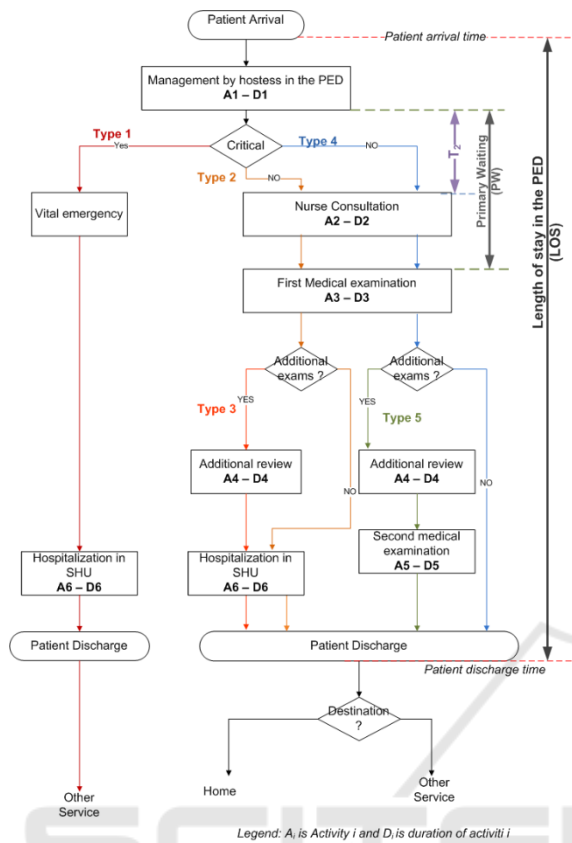 Patient Arrival
Patient arrival time
Management by hostess in the PED
A1 – D1
Type 1
Yes
Critical
Type 4
NO
Type 2
NO
T2
Primary Waiting
(PW)
Length of stay in the PED
(LOS)
Vital emergency
Nurse Consultation
A2 – D2
First Medical examination
A3 – D3
Additional
exams ?
Additional
exams ?
Type 3
YES
YES
Type 5
Additional review
A4 – D4
Additional review
A4 – D4
NO
NO
Second medical
examination
A5 – D5
Hospitalization in
SHU
A6 – D6
Hospitalization in
SHU
A6 – D6
Patient Discharge
Patient Discharge
Patient discharge time
Destination
?
Home
Other
Service
Other
Service
Legend: Ai is Activity i and Di is duration of activiti i
SCITE